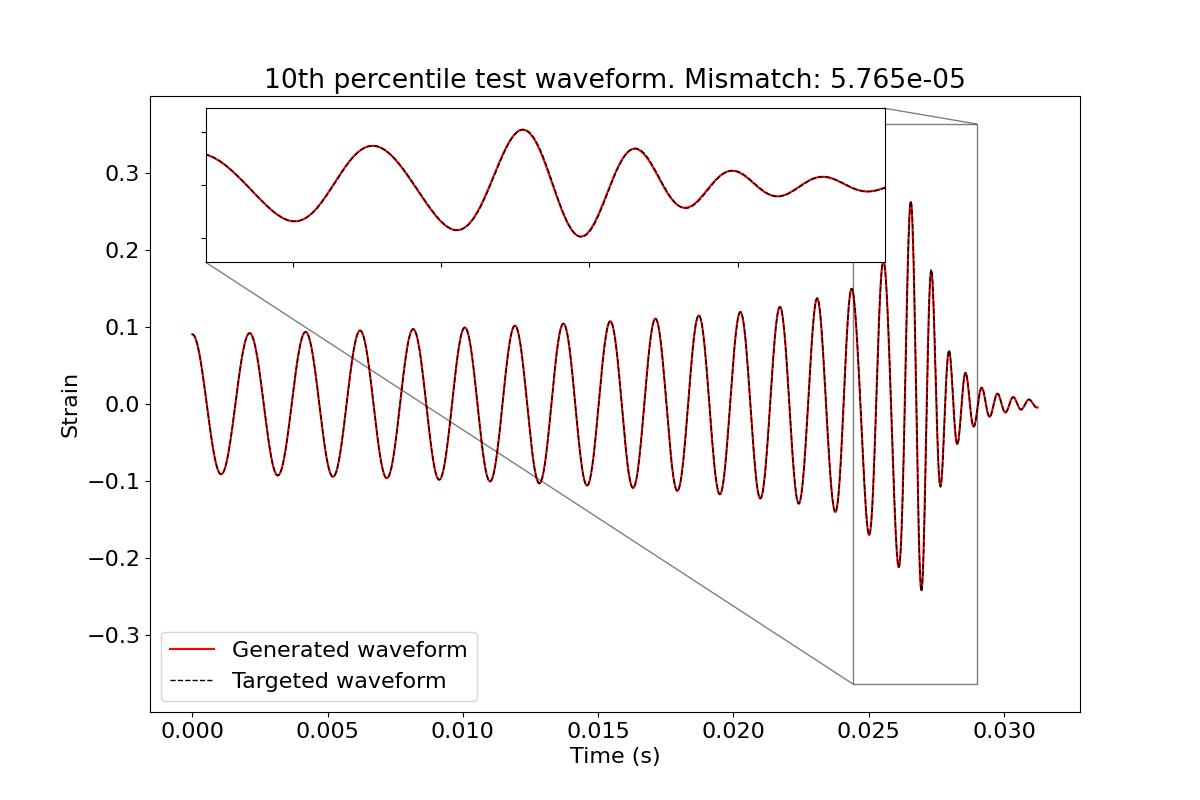 10th percentile test waveform. Mismatch: 5.765e-05
Strain
0.3
0.2
0.1
0.0
−0.1
−0.2
−0.3
Generated waveform
Targeted waveform
0.000 0.005 0.010 0.015 0.020 0.025 0.030
Time (s)